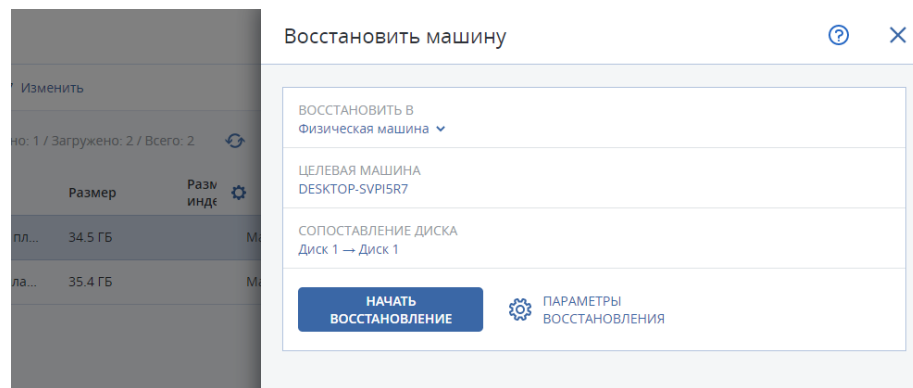 Восстановить машину
Изменить
но: 1 / Загружено: 2 / Всего: 2
Размер
Разм
инде
пл... 34.5 ГБ Ма
ла... 35.4 ГБ Ма
ВОССТАНОВИТЬ В
Физическая машина
ЦЕЛЕВАЯ МАШИНА
DESKTOP-SVPI5R7
СОПОСТАВЛЕНИЕ ДИСКА
Диск 1 → Диск 1
НАЧАТЬ
ВОССТАНОВЛЕНИЕ
ПАРАМЕТРЫ
ВОССТАНОВЛЕНИЯ